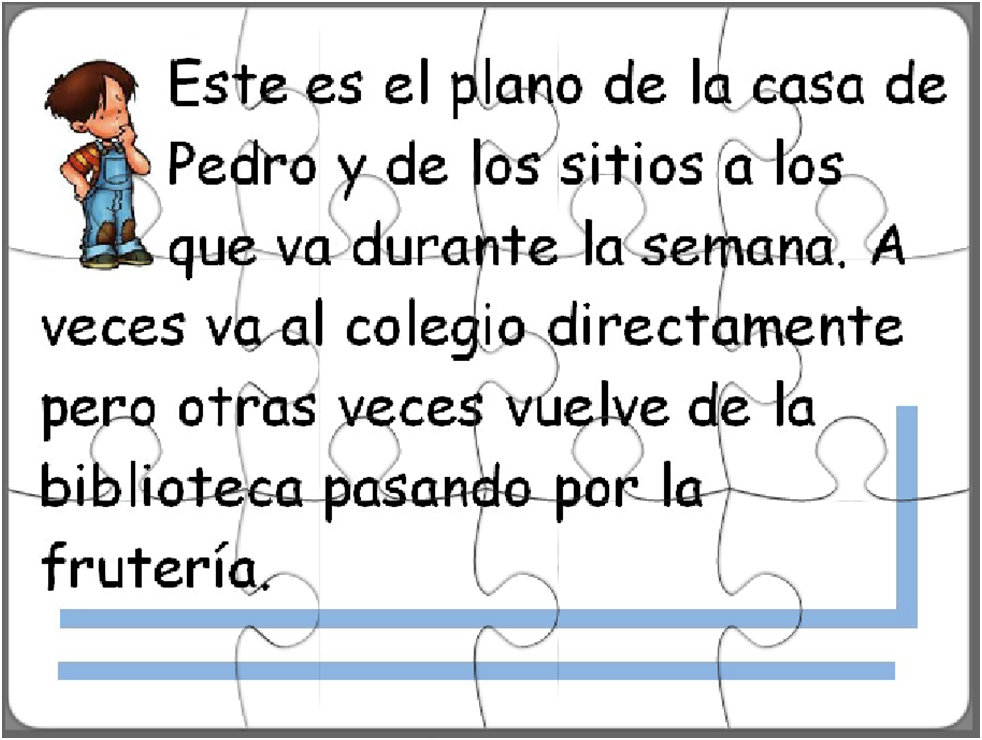 Este es el plano de la casa de
Pedro y de los sitios a los
que va durante la semana. A
veces va al colegio directamente
pero otras veces vuelve de la
biblioteca pasando por la
frutería.